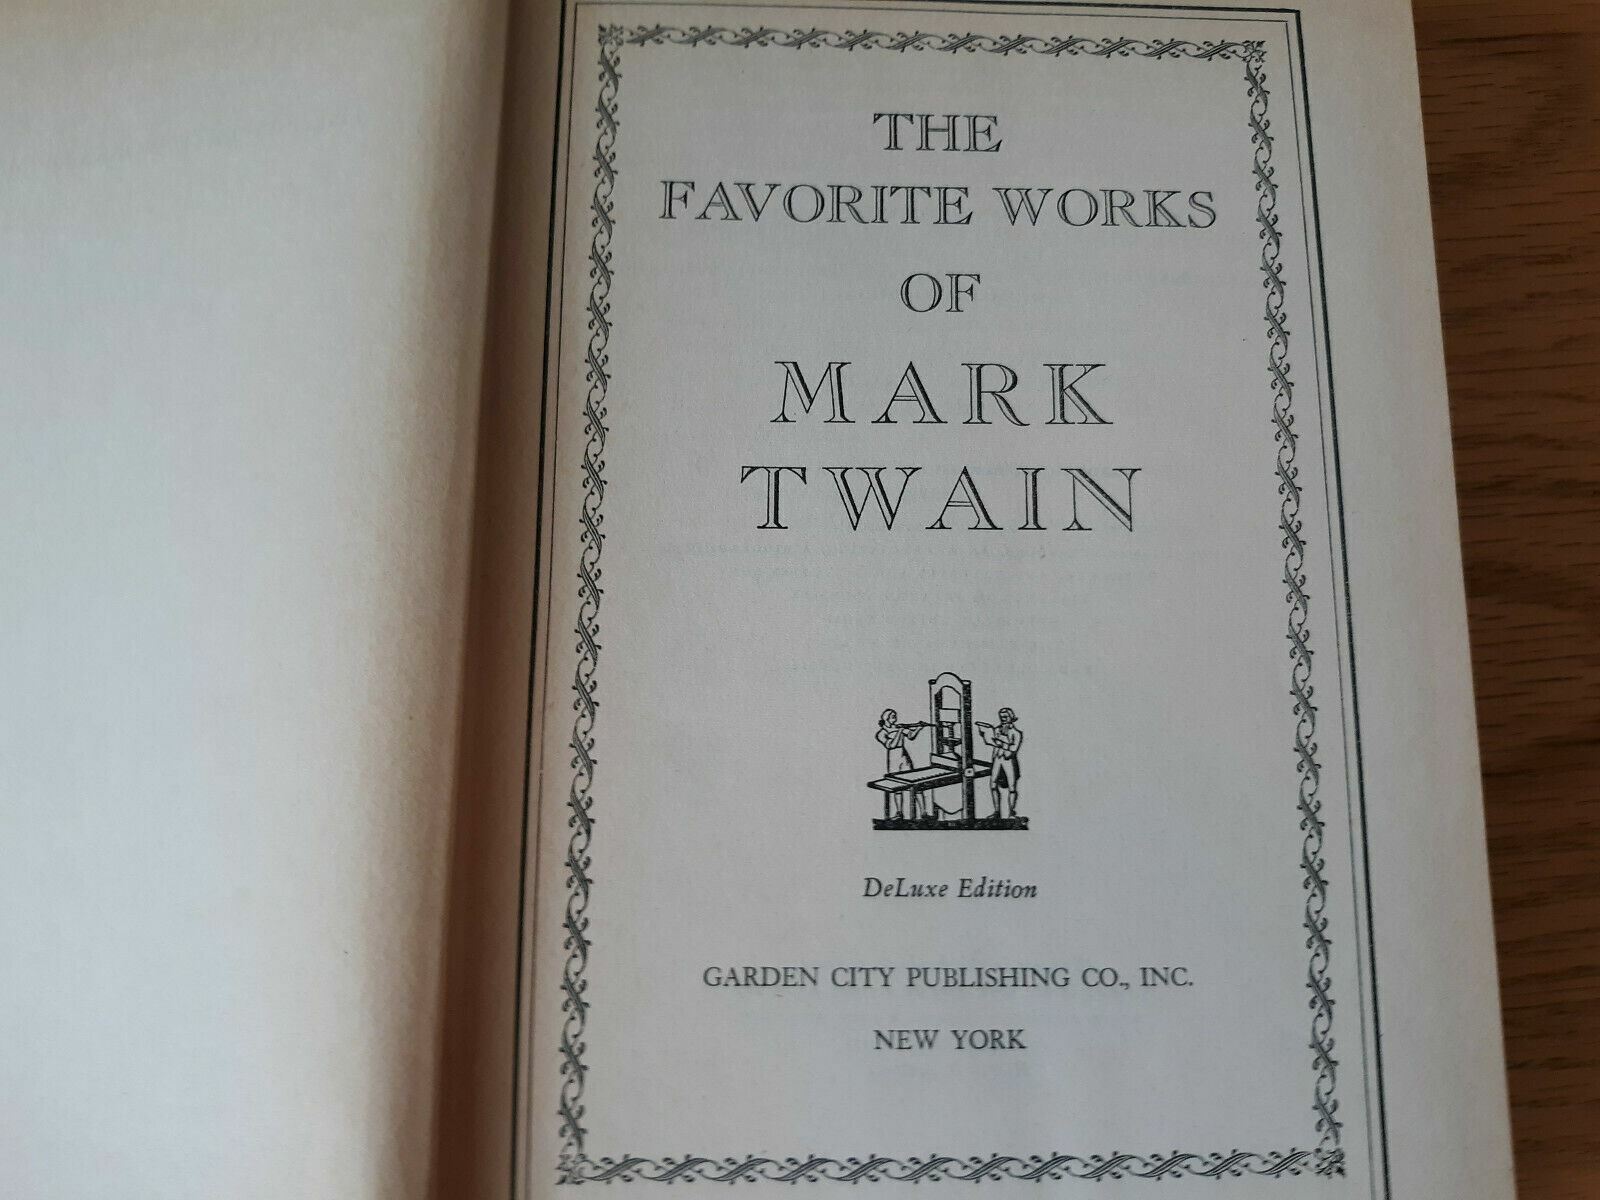 THE
FAVORITE WORKS
OF
MARK
TWAIN
DeLuxe Edition
GARDEN CITY PUBLISHING CO., INC.
NEW YORK